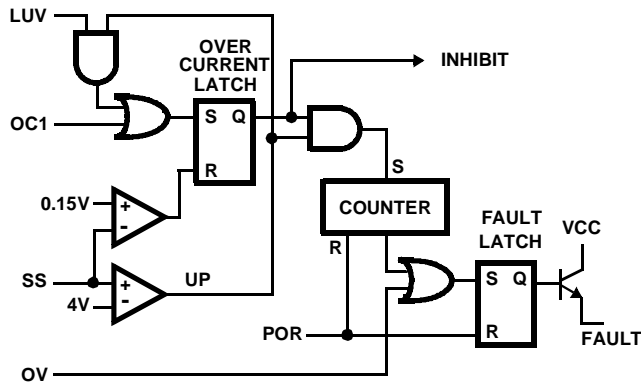 LUV
OVER
CURRENT
LATCH
INHIBIT
OC1
S Q
R
0.15V
+
-
S
COUNTER
R
FAULT
LATCH
VCC
SS
+
-
4V
UP
S Q
R
POR
FAULT
OV